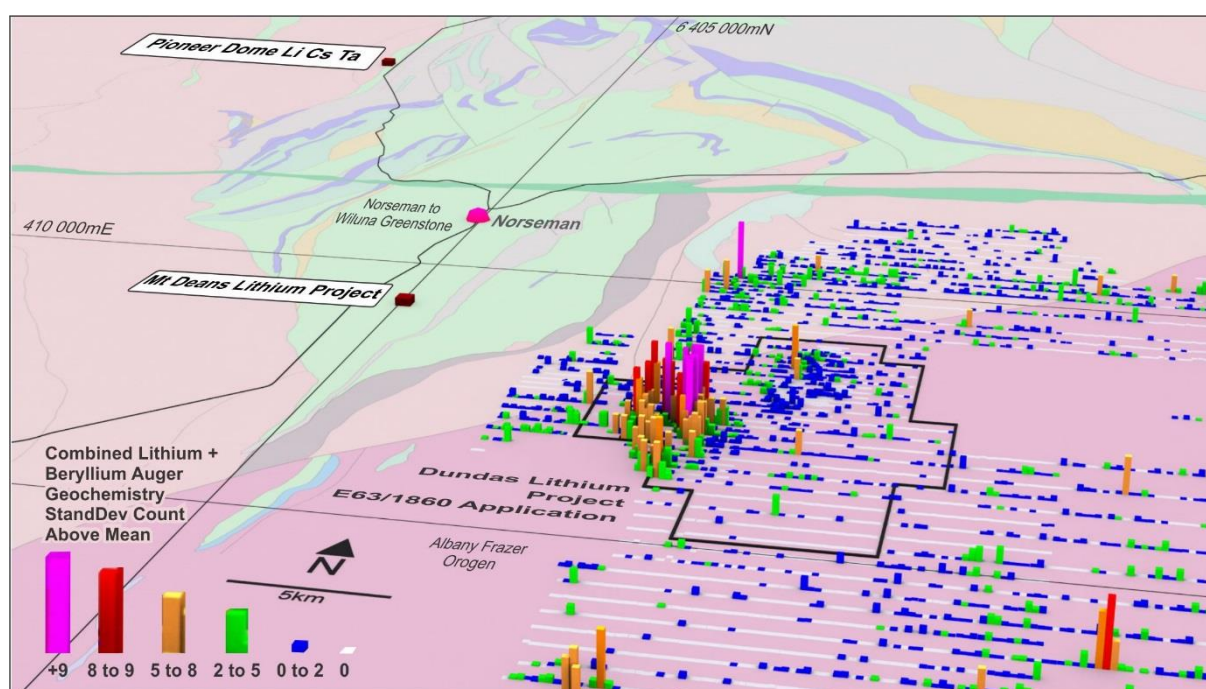 6 405 000mN
Pioneer Dome Li Cs Ta
Norseman to
Wiluna Greenstone
Norseman
410 000mE
Mt Deans Lithium Project
Combined Lithium +
Beryllium Auger
Geochemistry
StandDev Count
Above Mean
Dundas Lithium
Project
E63/1860 Application
Albany Frazer
Orogen
N
5km
+9 8 to 9 5 to 8 2 to 5 0 to 2 0